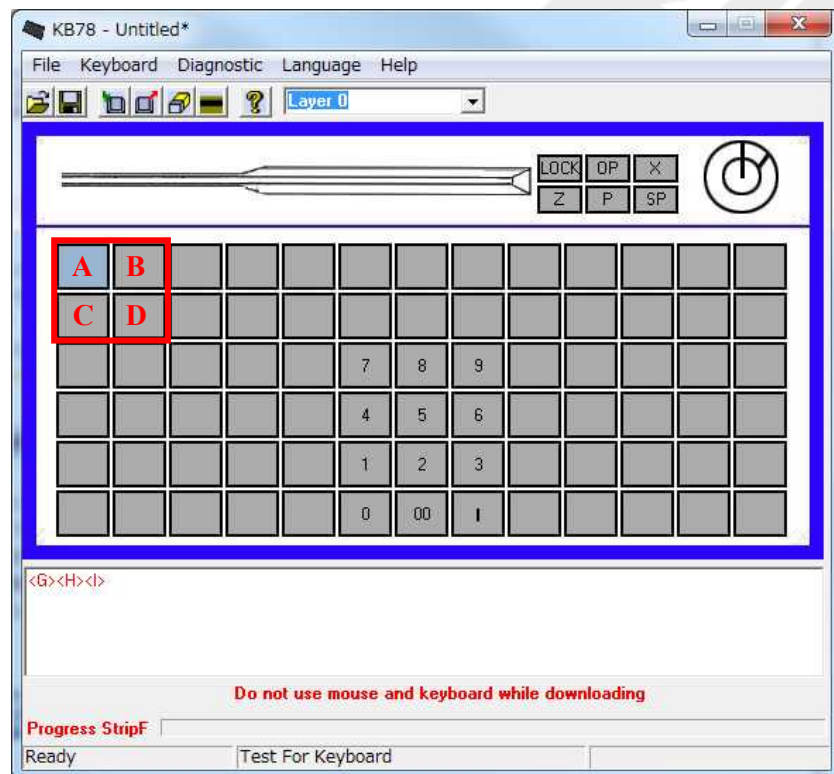 KB78 - Untitled*
File Keyboard Diagnostic Language Help
Layer 0
LOCK OP X
Z P SP
A B
C D
7 8 9
4 5 6
1 2 3
0 00 .
<G><H><I>
Do not use mouse and keyboard while downloading
Progress StripF
Ready Test For Keyboard